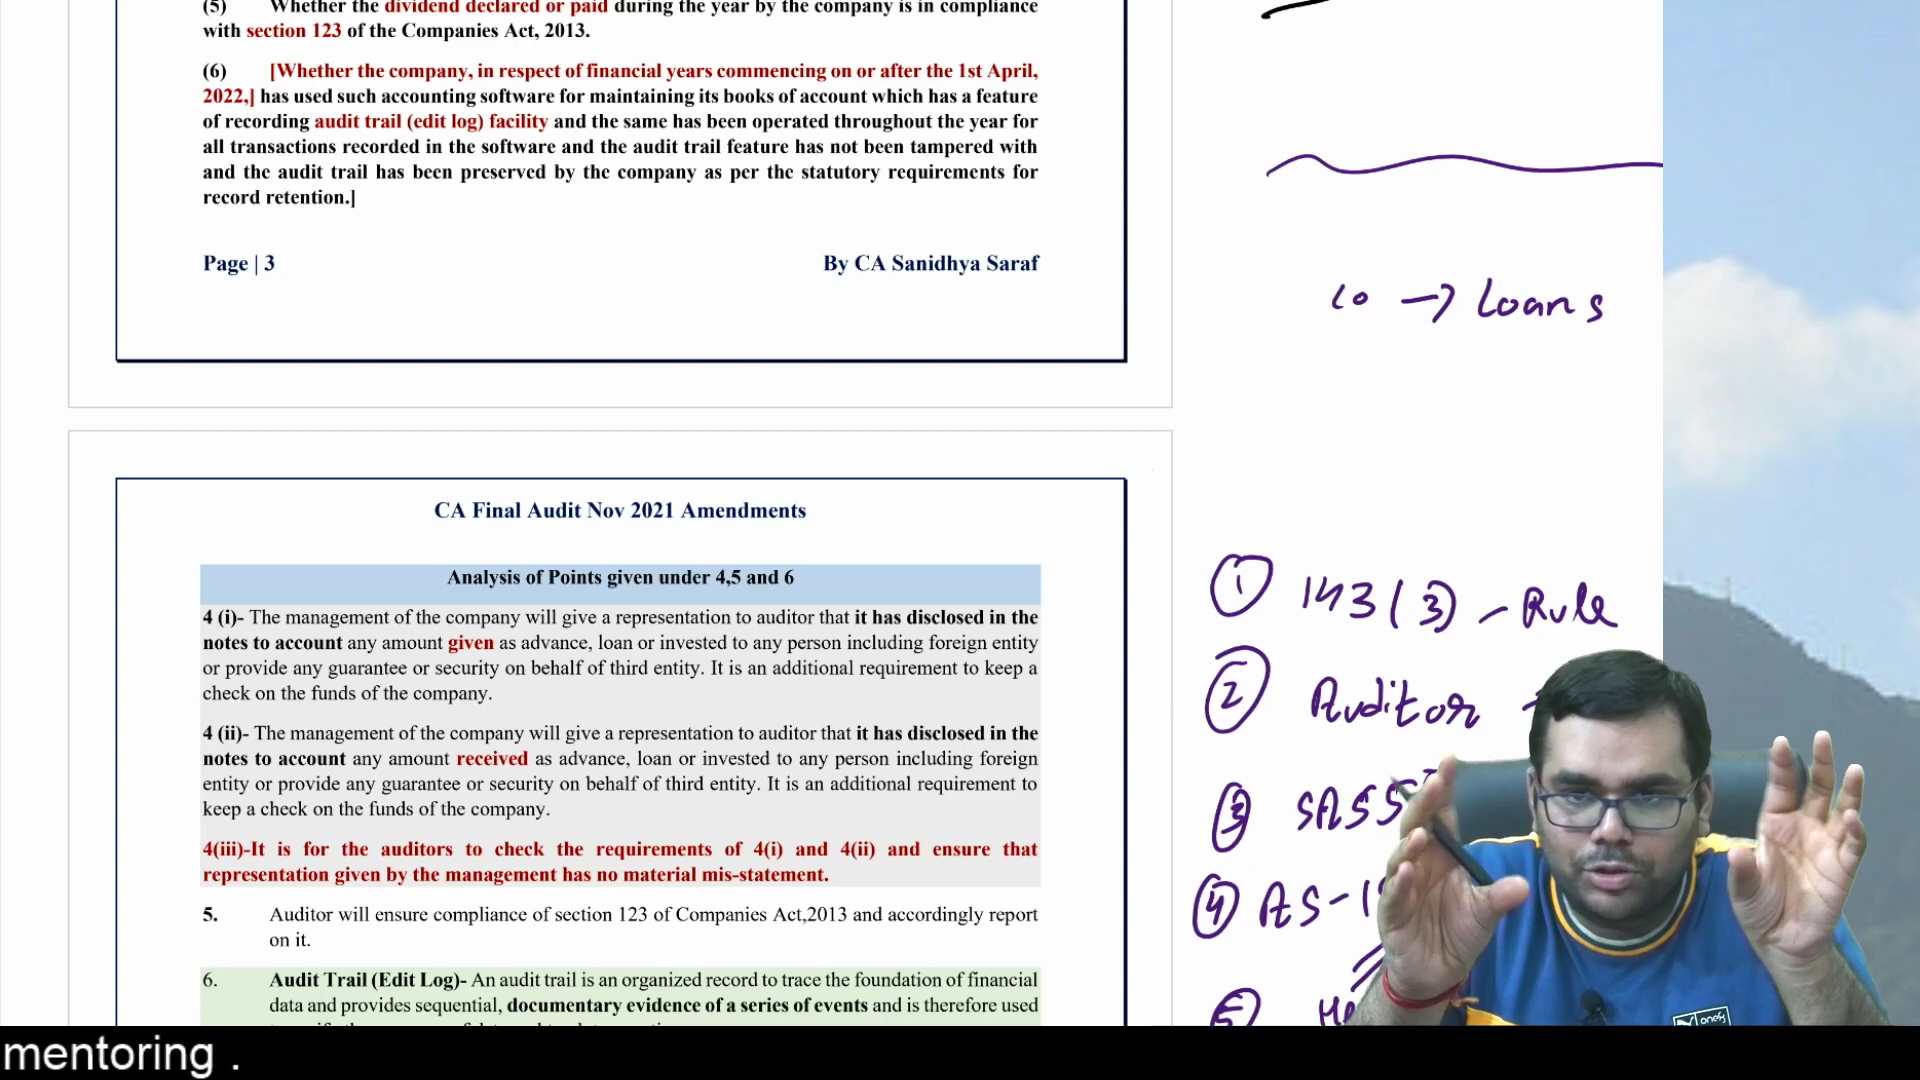 (5) Whether the dividend declared or paid during the year by the company is in compliance
with section 123 of the Companies Act, 2013.
(6) [Whether the company, in respect of financial years commencing on or after the 1st April,
2022,] has used such accounting software for maintaining its books of account which has a feature
of recording audit trail (edit log) facility and the same has been operated throughout the year for
all transactions recorded in the software and the audit trail feature has not been tampered with
and the audit trail has been preserved by the company as per the statutory requirements for
record retention.]
Page | 3 By CA Sanidhya Saraf
CA Final Audit Nov 2021 Amendments
Analysis of Points given under 4,5 and 6
4 (i)- The management of the company will give a representation to auditor that it has disclosed in the
notes to account any amount given as advance, loan or invested to any person including foreign entity
or provide any guarantee or security on behalf of third entity. It is an additional requirement to keep a
check on the funds of the company.
4 (ii)- The management of the company will give a representation to auditor that it has disclosed in the
notes to account any amount received as advance, loan or invested to any person including foreign
entity or provide any guarantee or security on behalf of third entity. It is an additional requirement to
keep a check on the funds of the company.
4(iii)-It is for the auditors to check the requirements of 4(i) and 4(ii) and ensure that
representation given by the management has no material mis-statement.
5. Auditor will ensure compliance of section 123 of Companies Act,2013 and accordingly report
on it.
6. Audit Trail (Edit Log)- An audit trail is an organized record to trace the foundation of financial
data and provides sequential, documentary evidence of a series of events and is therefore used
→ Loans
① 143(3) - Rule
② Auditor
③ SA55
④ AS-1
⑤
one8
mentoring .